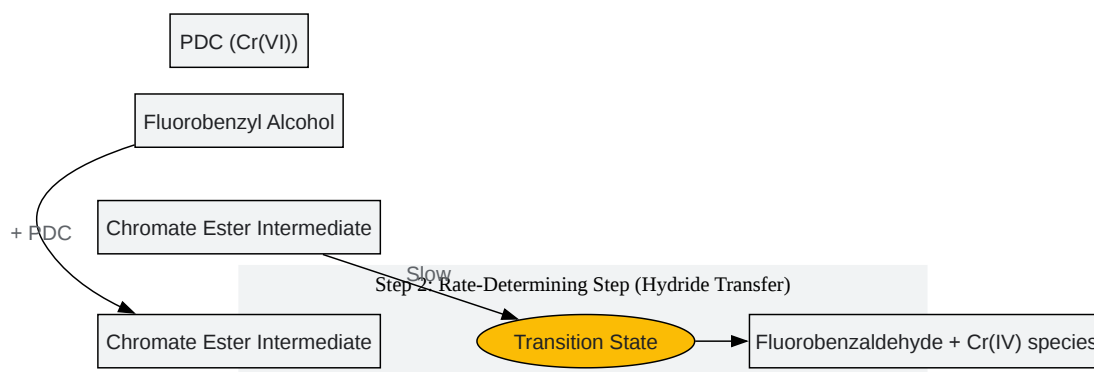 PDC (Cr(VI))
Fluorobenzyl Alcohol
Chromate Ester Intermediate
+ PDC
Slow
Step 2: Rate-Determining Step (Hydride Transfer)
Chromate Ester Intermediate
Transition State
Fluorobenzaldehyde + Cr(IV) species